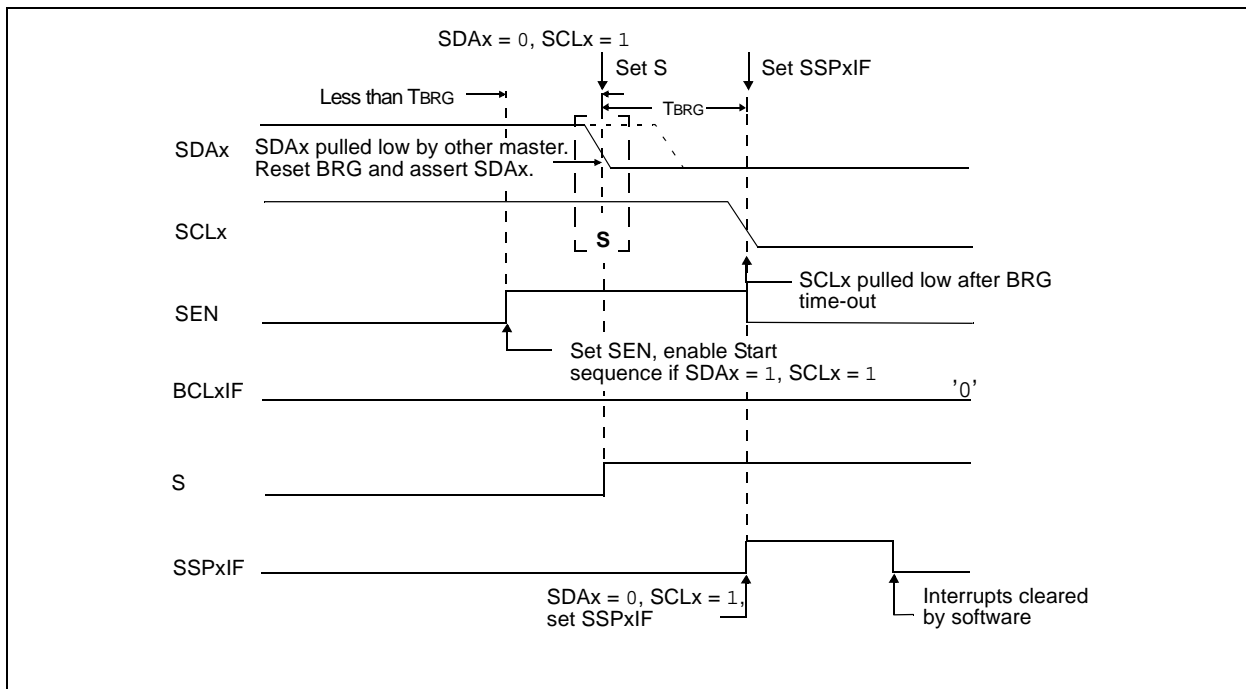 SDAx = 0, SCLx = 1
Set S
Set SSPxIF
Less than TBRG
TBRG
SDAx
SDAx pulled low by other master.
Reset BRG and assert SDAx.
SCLx
S
SCLx pulled low after BRG
time-out
SEN
Set SEN, enable Start
sequence if SDAx = 1, SCLx = 1
BCLxIF
'0'
S
SSPxIF
SDAx = 0, SCLx = 1,
set SSPxIF
Interrupts cleared
by software